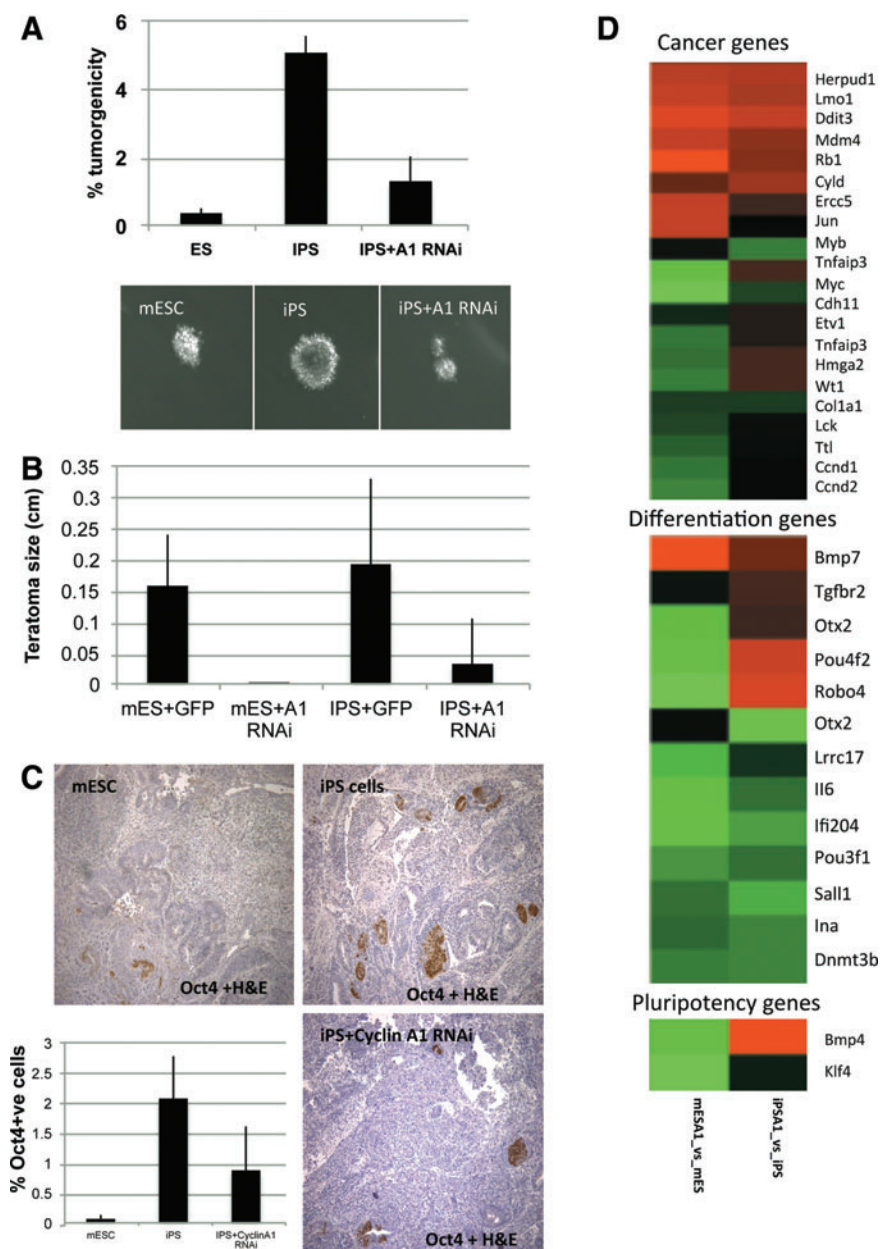 A
6
4
2
0
% tumorgenicity
ES
IPS
IPS+A1 RNAi
mESC
iPS
iPS+A1 RNAi
B
0.35
0.3
0.25
0.2
0.15
0.1
0.05
0
Teratoma size (cm)
mES+GFP
mES+A1
RNAi
IPS+GFP
IPS+A1
RNAi
C
mESC
Oct4 +H&E
iPS cells
Oct4 + H&E
3
2.5
2
1.5
1
0.5
0
% Oct4+ve cells
mESC
iPS
IPS+CyclinA1
RNAi
iPS+Cyclin A1 RNAi
Oct4 + H&E
D
Cancer genes
Herpud1
Lmo1
Ddit3
Mdm4
Rb1
Cyld
Ercc5
Jun
Myb
Tnfaip3
Myc
Cdh11
Etv1
Tnfaip3
Hmga2
Wt1
Col1a1
Lck
Ttl
Ccnd1
Ccnd2
Differentiation genes
Bmp7
Tgfbr2
Otx2
Pou4f2
Robo4
Otx2
Lrrc17
Il6
Ifi204
Pou3f1
Sall1
Ina
Dnmt3b
Pluripotency genes
Bmp4
Klf4
mESA1_vs_mES
iPSA1_vs_iPS